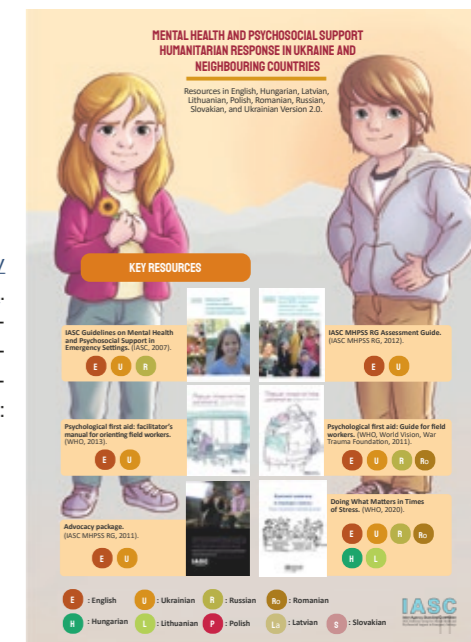 MENTAL HEALTH AND PSYCHOSOCIAL SUPPORT
HUMANITARIAN RESPONSE IN UKRAINE AND
NEIGHBOURING COUNTRIES
Resources in English, Hungarian, Latvian,
Lithuanian, Polish, Romanian, Russian,
Slovakian, and Ukrainian Version 2.0.
KEY RESOURCES
IASC Guidelines on Mental Health
and Psychosocial Support in
Emergency Settings. (IASC, 2007).
E U R
IASC MHPSS RG Assessment Guide.
(IASC MHPSS RG, 2012).
E U
Psychological first aid: facilitator's
manual for orienting field workers.
(WHO, 2013).
E U
Psychological first aid: Guide for field
workers. (WHO, World Vision, War
Trauma Foundation, 2011).
E U R Ro
Advocacy package.
(IASC MHPSS RG, 2011).
E U
Doing What Matters in Times
of Stress. (WHO, 2020).
E U R Ro
H L
E : English U : Ukrainian R : Russian Ro : Romanian
H : Hungarian L : Lithuanian P : Polish La : Latvian S : Slovakian
IASC